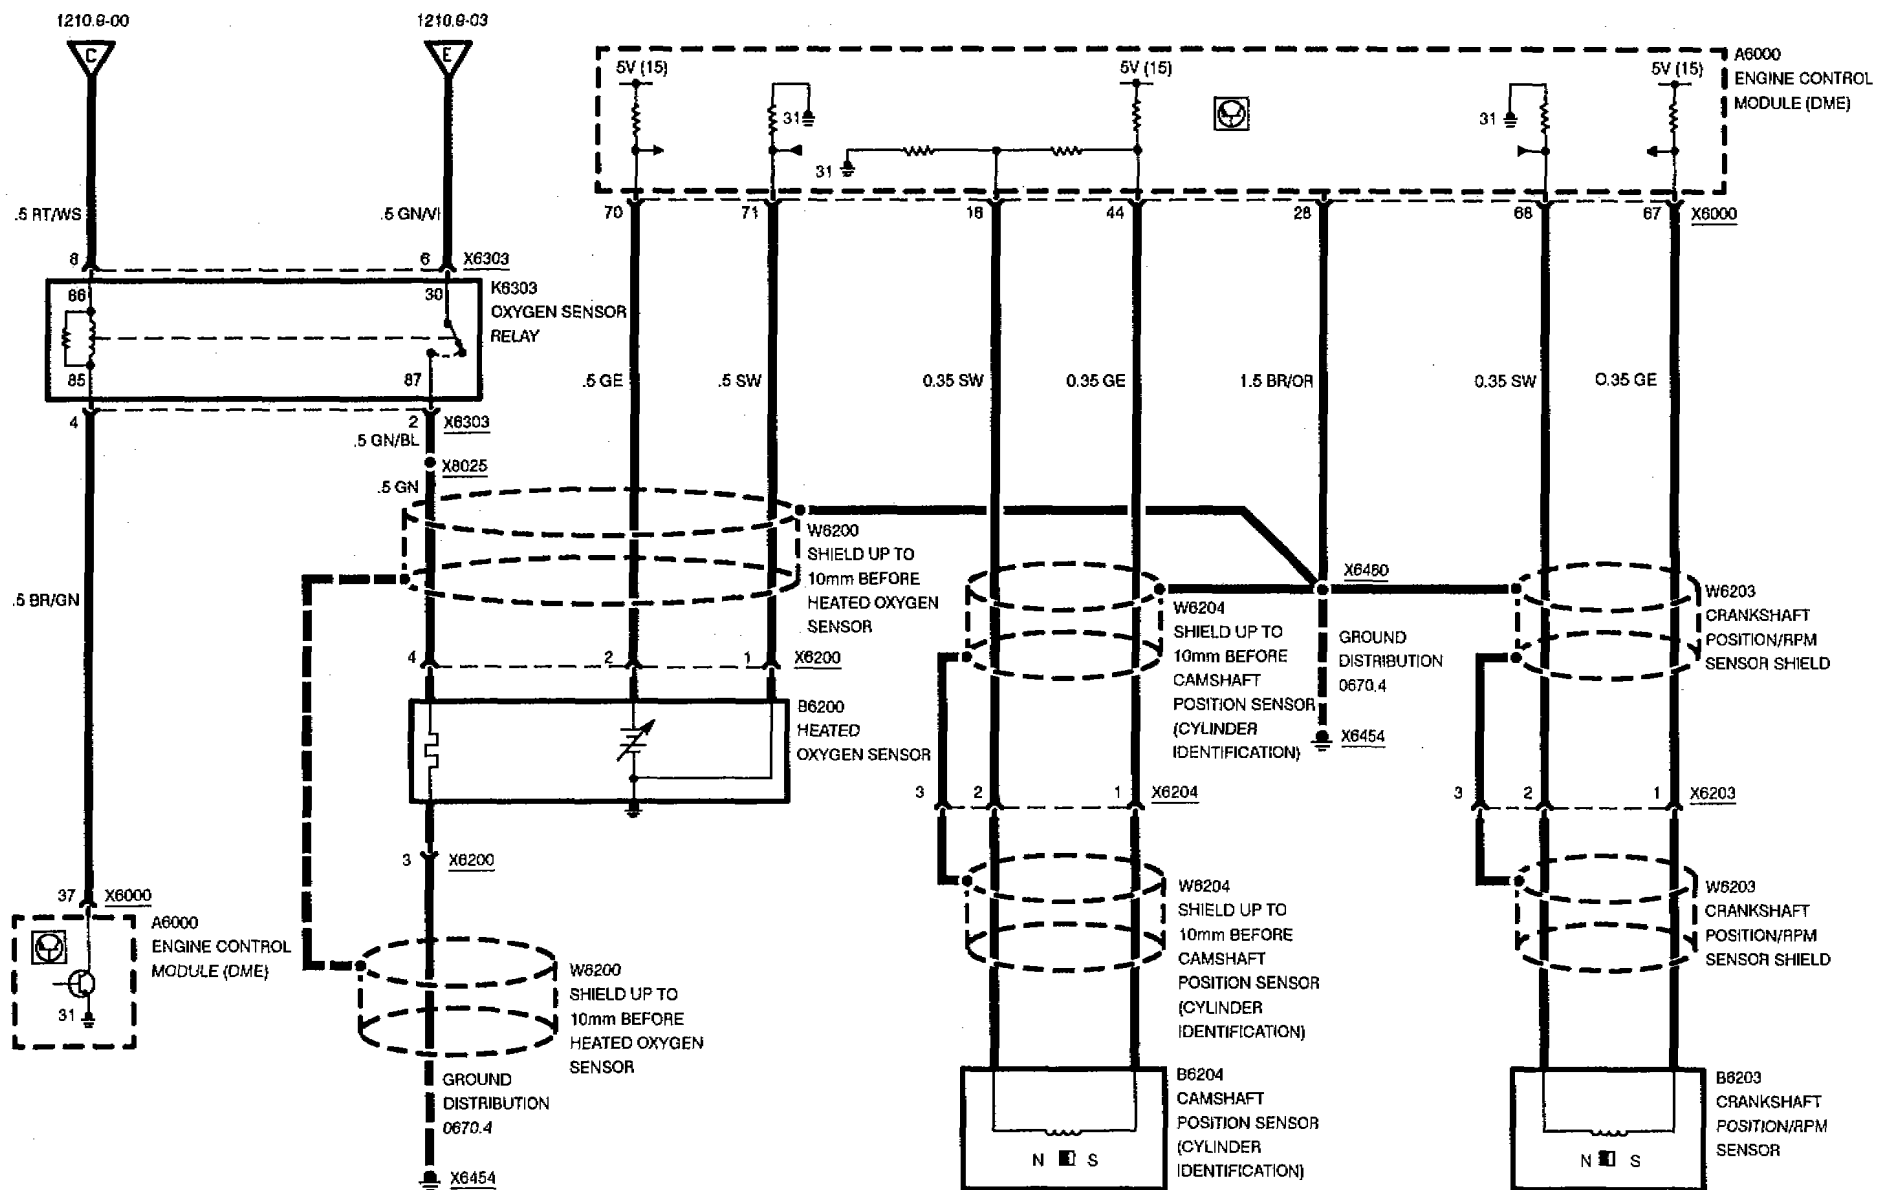 1210.8-00
1210.8-03
C
E
A6000
ENGINE CONTROL
MODULE (DME)
5V (15)
5V (15)
5V (15)
31
31
31
.5 RT/WS
.5 GN/VI
70
71
18
44
28
68
67
X6000
8
6
X6303
86
30
K6303
OXYGEN SENSOR
RELAY
85
87
.5 GE
.5 SW
0.35 SW
0.35 GE
1.5 BR/OR
0.35 SW
0.35 GE
4
2
X6303
.5 GN/BL
X8025
.5 GN
W6200
SHIELD UP TO
10mm BEFORE
HEATED OXYGEN
SENSOR
X6460
.5 BR/GN
W6204
SHIELD UP TO
10mm BEFORE
CAMSHAFT
POSITION SENSOR
(CYLINDER
IDENTIFICATION)
GROUND
DISTRIBUTION
0670.4
X6454
W6203
CRANKSHAFT
POSITION/RPM
SENSOR SHIELD
4
2
1
X6200
B6200
HEATED
OXYGEN SENSOR
3
2
1
X6204
3
2
1
X6203
3
X6200
37
X6000
A6000
ENGINE CONTROL
MODULE (DME)
31
W6200
SHIELD UP TO
10mm BEFORE
HEATED OXYGEN
SENSOR
W6204
SHIELD UP TO
10mm BEFORE
CAMSHAFT
POSITION SENSOR
(CYLINDER
IDENTIFICATION)
W6203
CRANKSHAFT
POSITION/RPM
SENSOR SHIELD
GROUND
DISTRIBUTION
0670.4
X6454
B6204
CAMSHAFT
POSITION SENSOR
(CYLINDER
IDENTIFICATION)
N S
B6203
CRANKSHAFT
POSITION/RPM
SENSOR
N S